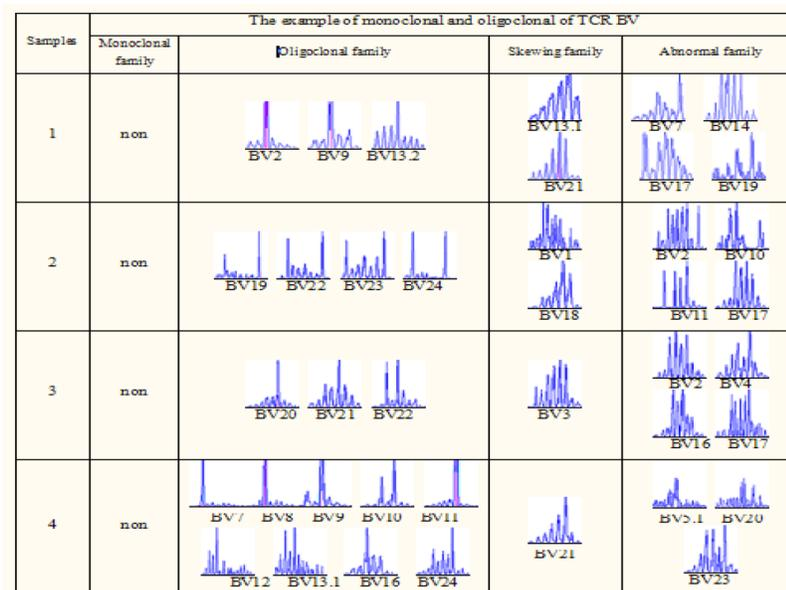 The example of monoclonal and oligoclonal of TCR BV
Samples
Monoclonal family
Oligoclonal family
Skewing family
Abnormal family
1
non
BV2 BV9 BV13.2
BV13.1
BV21
BV7 BV14
BV17 BV19
2
non
BV19 BV22 BV23 BV24
BV1
BV18
BV2 BV10
BV11 BV17
3
non
BV20 BV21 BV22
BV3
BV2 BV4
BV16 BV17
4
non
BV7 BV8 BV9 BV10 BV11
BV12 BV13.1 BV16 BV24
BV21
BV5.1 BV20
BV23